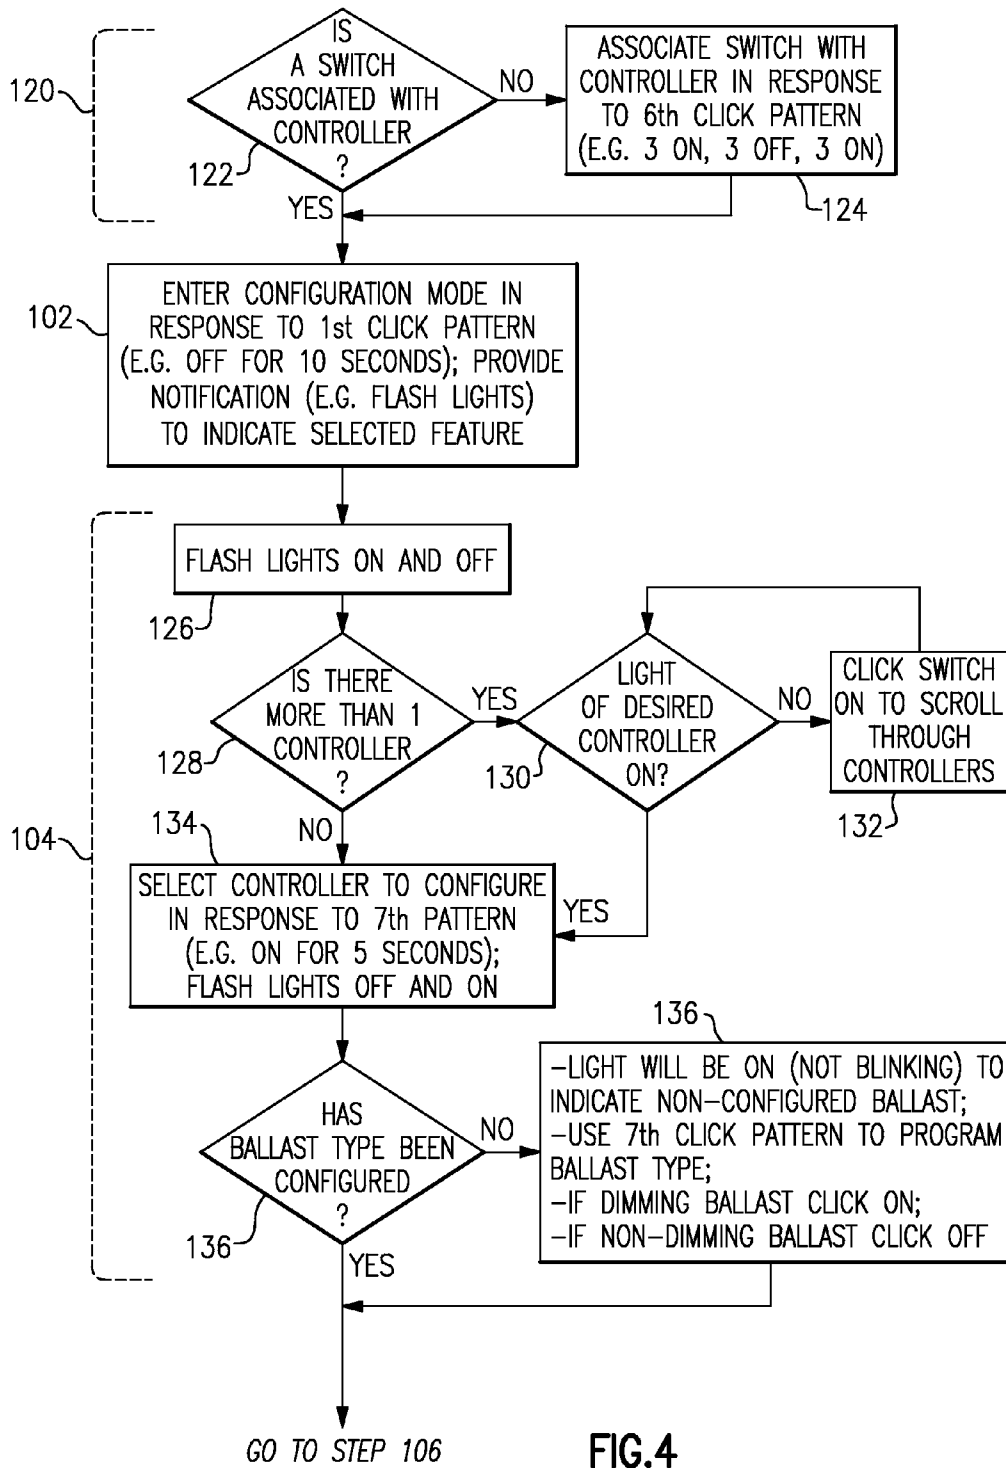 120
IS
A SWITCH
ASSOCIATED WITH
CONTROLLER
?
122
NO
ASSOCIATE SWITCH WITH
CONTROLLER IN RESPONSE
TO 6th CLICK PATTERN
(E.G. 3 ON, 3 OFF, 3 ON)
124
YES
102
ENTER CONFIGURATION MODE IN
RESPONSE TO 1st CLICK PATTERN
(E.G. OFF FOR 10 SECONDS); PROVIDE
NOTIFICATION (E.G. FLASH LIGHTS)
TO INDICATE SELECTED FEATURE
104
FLASH LIGHTS ON AND OFF
126
IS THERE
MORE THAN 1
CONTROLLER
?
128
YES
LIGHT
OF DESIRED
CONTROLLER
ON?
130
NO
CLICK SWITCH
ON TO SCROLL
THROUGH
CONTROLLERS
132
NO
YES
134
SELECT CONTROLLER TO CONFIGURE
IN RESPONSE TO 7th PATTERN
(E.G. ON FOR 5 SECONDS);
FLASH LIGHTS OFF AND ON
HAS
BALLAST TYPE BEEN
CONFIGURED
?
136
NO
136
-LIGHT WILL BE ON (NOT BLINKING) TO
INDICATE NON-CONFIGURED BALLAST;
-USE 7th CLICK PATTERN TO PROGRAM
BALLAST TYPE;
-IF DIMMING BALLAST CLICK ON;
-IF NON-DIMMING BALLAST CLICK OFF
YES
GO TO STEP 106
FIG.4